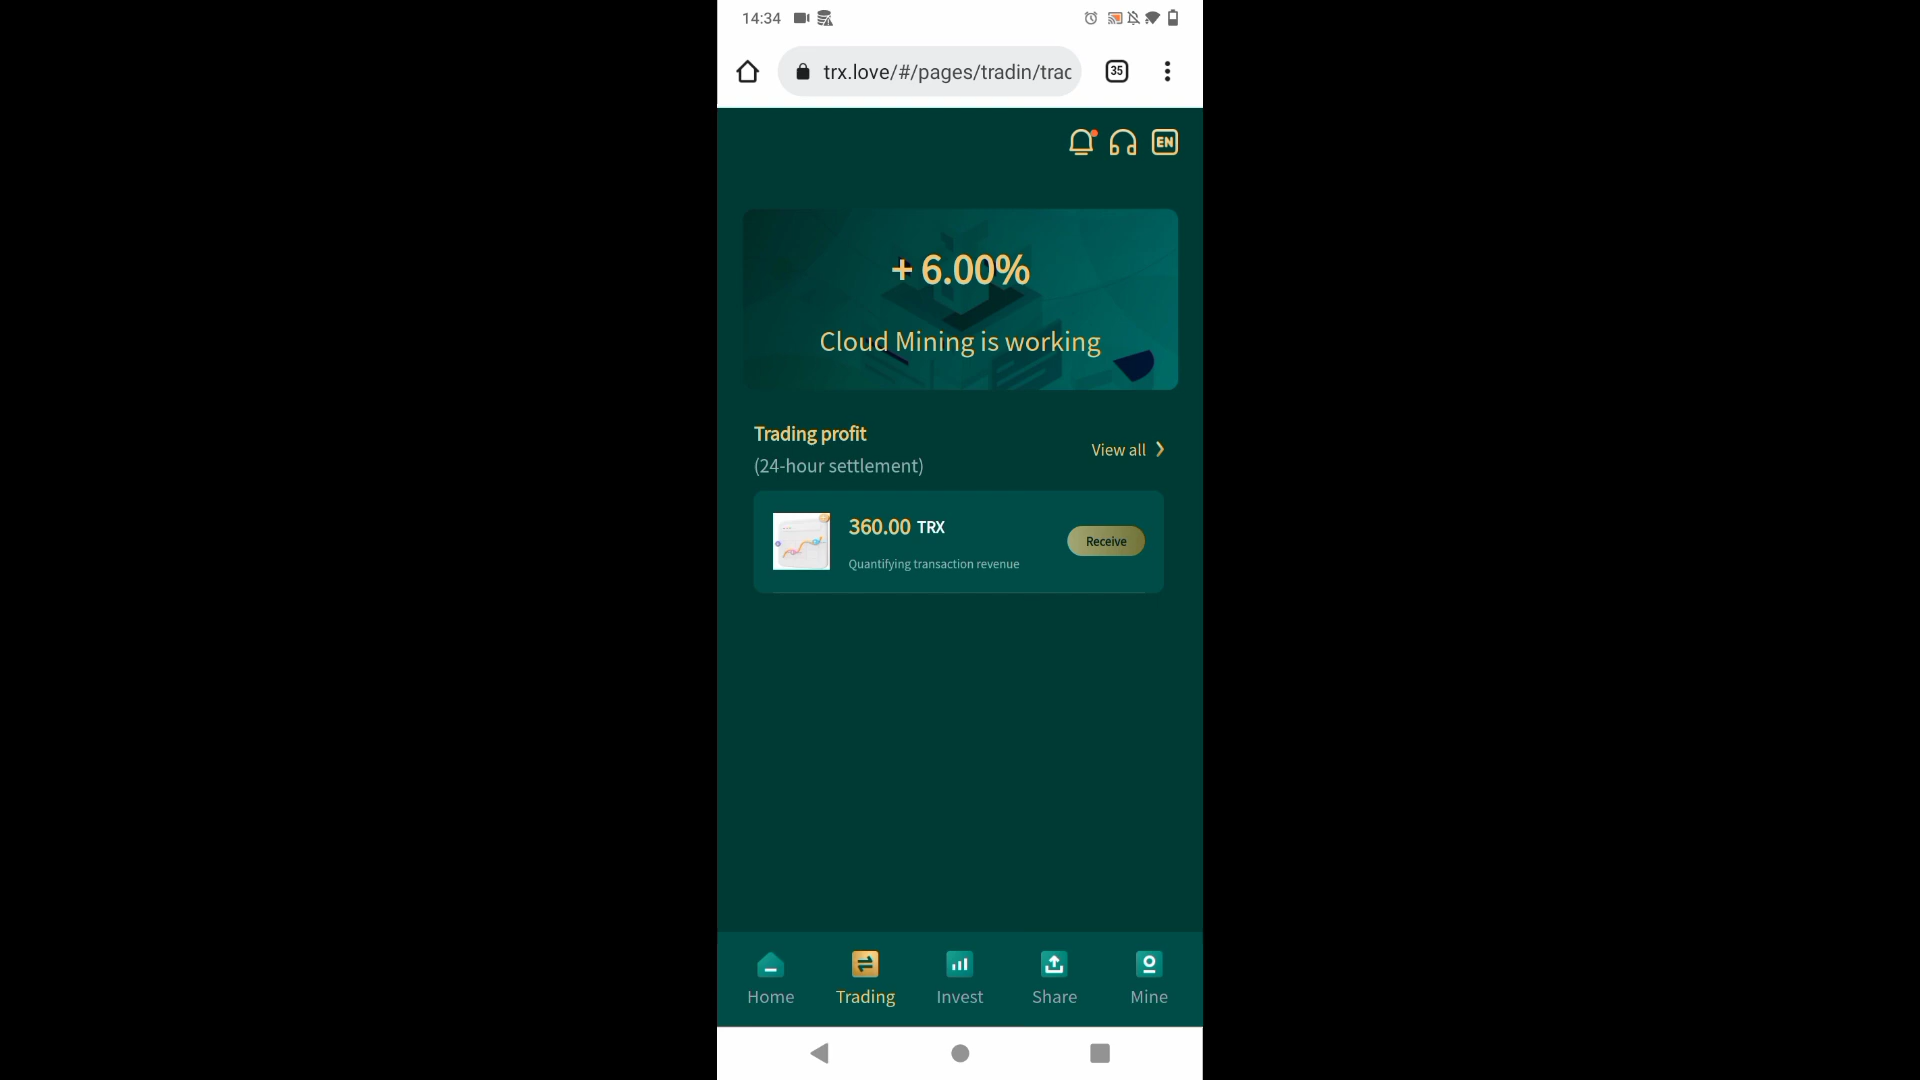 14:34
trx.love/#/pages/tradin/trac
35
EN
+ 6.00%
Cloud Mining is working
Trading profit
View all
(24-hour settlement)
360.00 TRX
Receive
Quantifying transaction revenue
Home
Trading
Invest
Share
Mine